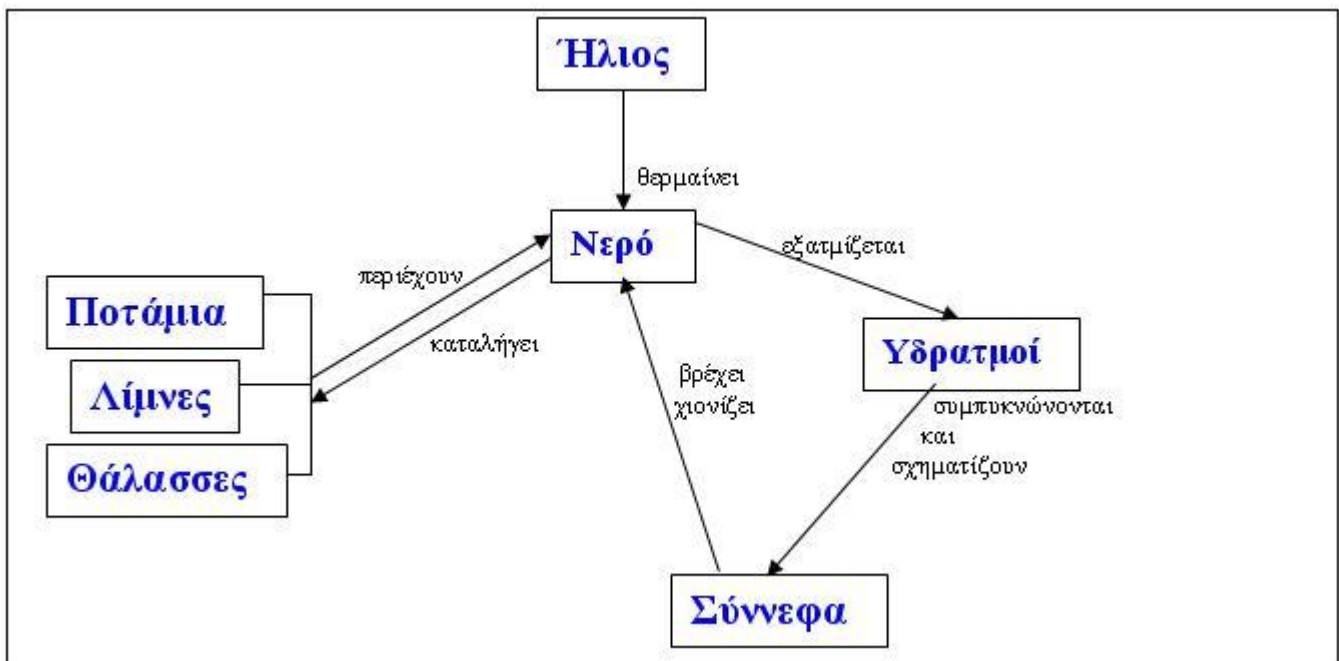 Ήλιος
θερμαίνει
Νερό
εξατμίζεται
περιέχουν
Ποτάμια
καταλήγει
Υδρατμοί
Λίμνες
βρέχει
χιονίζει
συμπυκνώνονται
και
σχηματίζουν
Θάλασσες
Σύννεφα